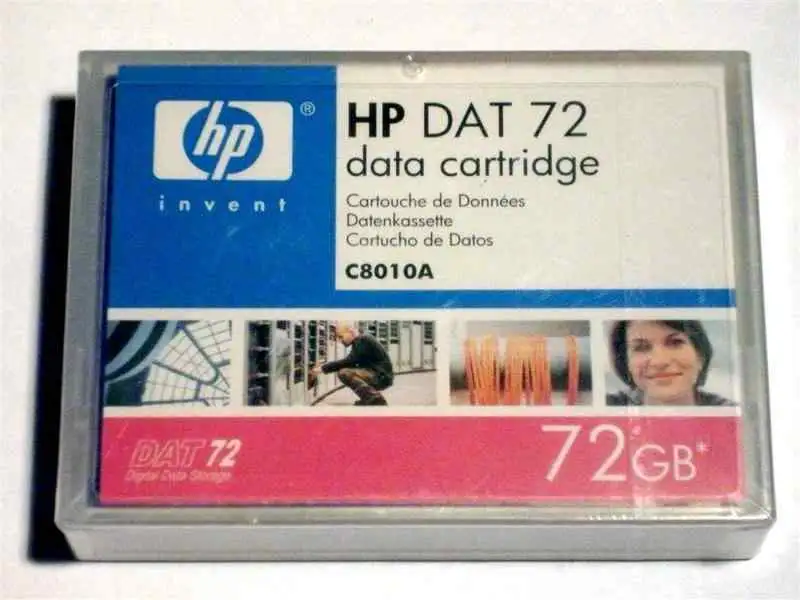 hp®
invent
HP DAT 72
data cartridge
Cartouche de Données
Datenkassette
Cartucho de Datos
C8010A
DAT 72
Digital Data Storage
72GB*